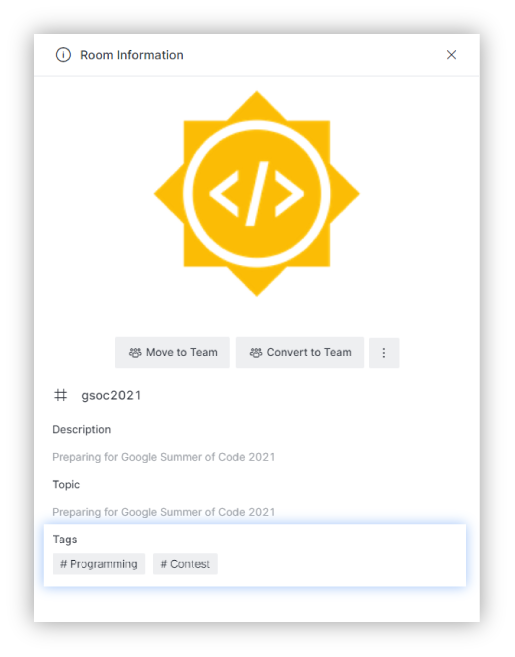 Room Information
</>
Move to Team Convert to Team
# gsoc2021
Description
Preparing for Google Summer of Code 2021
Topic
Preparing for Google Summer of Code 2021
Tags
# Programming # Contest